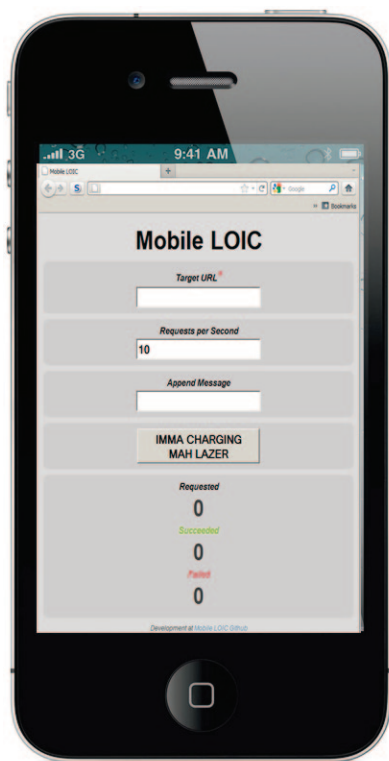 3G 9:41 AM
Mobile LOIC +
S Google
» Bookmarks
Mobile LOIC
Target URL*
Requests per Second
10
Append Message
IMMA CHARGING
MAH LAZER
Requested
0
Succeeded
0
Failed
0
Development at Mobile LOIC Github